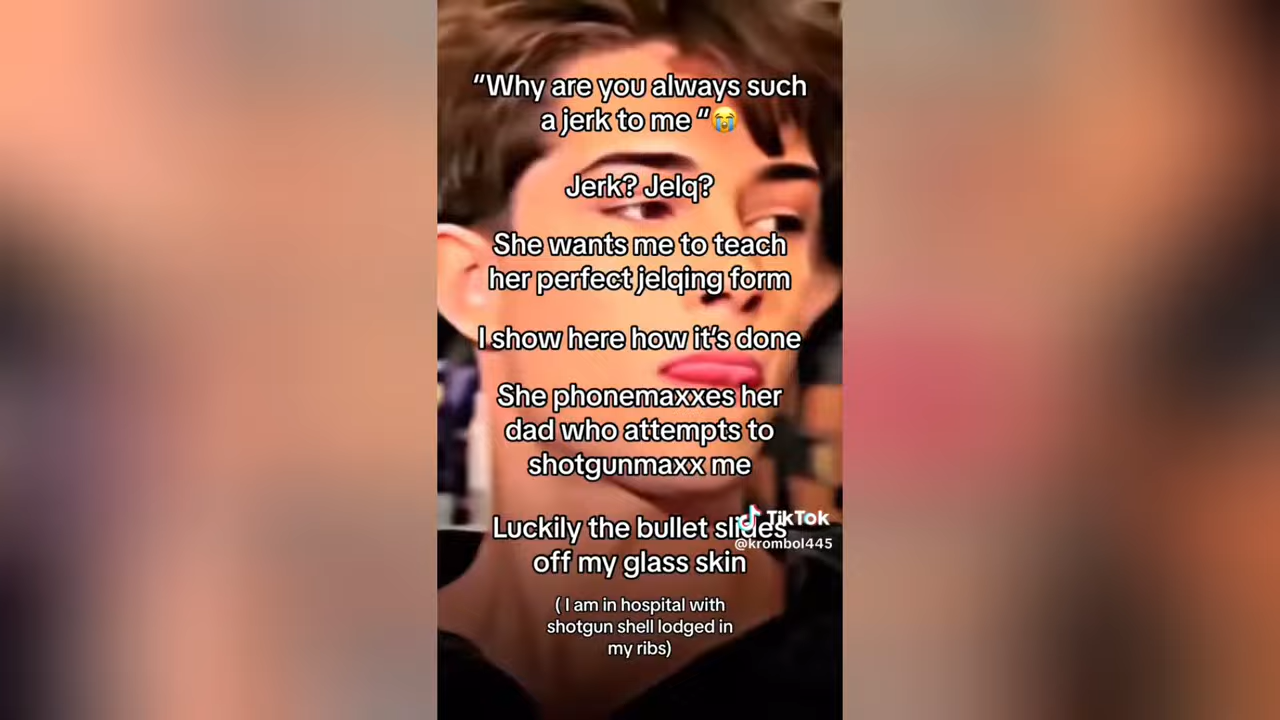 “Why are you always such
a jerk to me “😭
Jerk? Jelq?
She wants me to teach
her perfect jelqing form
I show here how it’s done
She phonemaxxes her
dad who attempts to
shotgunmaxx me
Luckily the bullet slides
off my glass skin
( I am in hospital with
shotgun shell lodged in
my ribs)
TikTok
@krombol445